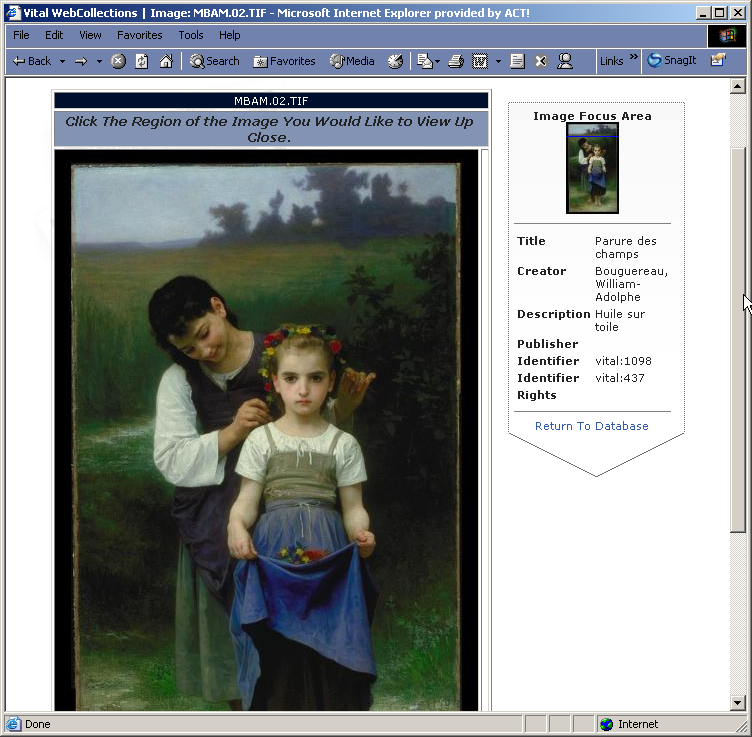 Vital WebCollections | Image: MBAM.02.TIF - Microsoft Internet Explorer provided by ACT!
File Edit View Favorites Tools Help
Back Search Favorites Media Links » SnagIt
MBAM.02.TIF
Click The Region of the Image You Would Like to View Up
Close.
Image Focus Area
Title Parure des
champs
Creator Bouguereau,
William-
Adolphe
Description Huile sur
toile
Publisher
Identifier vital:1098
Identifier vital:437
Rights
Return To Database
Done Internet